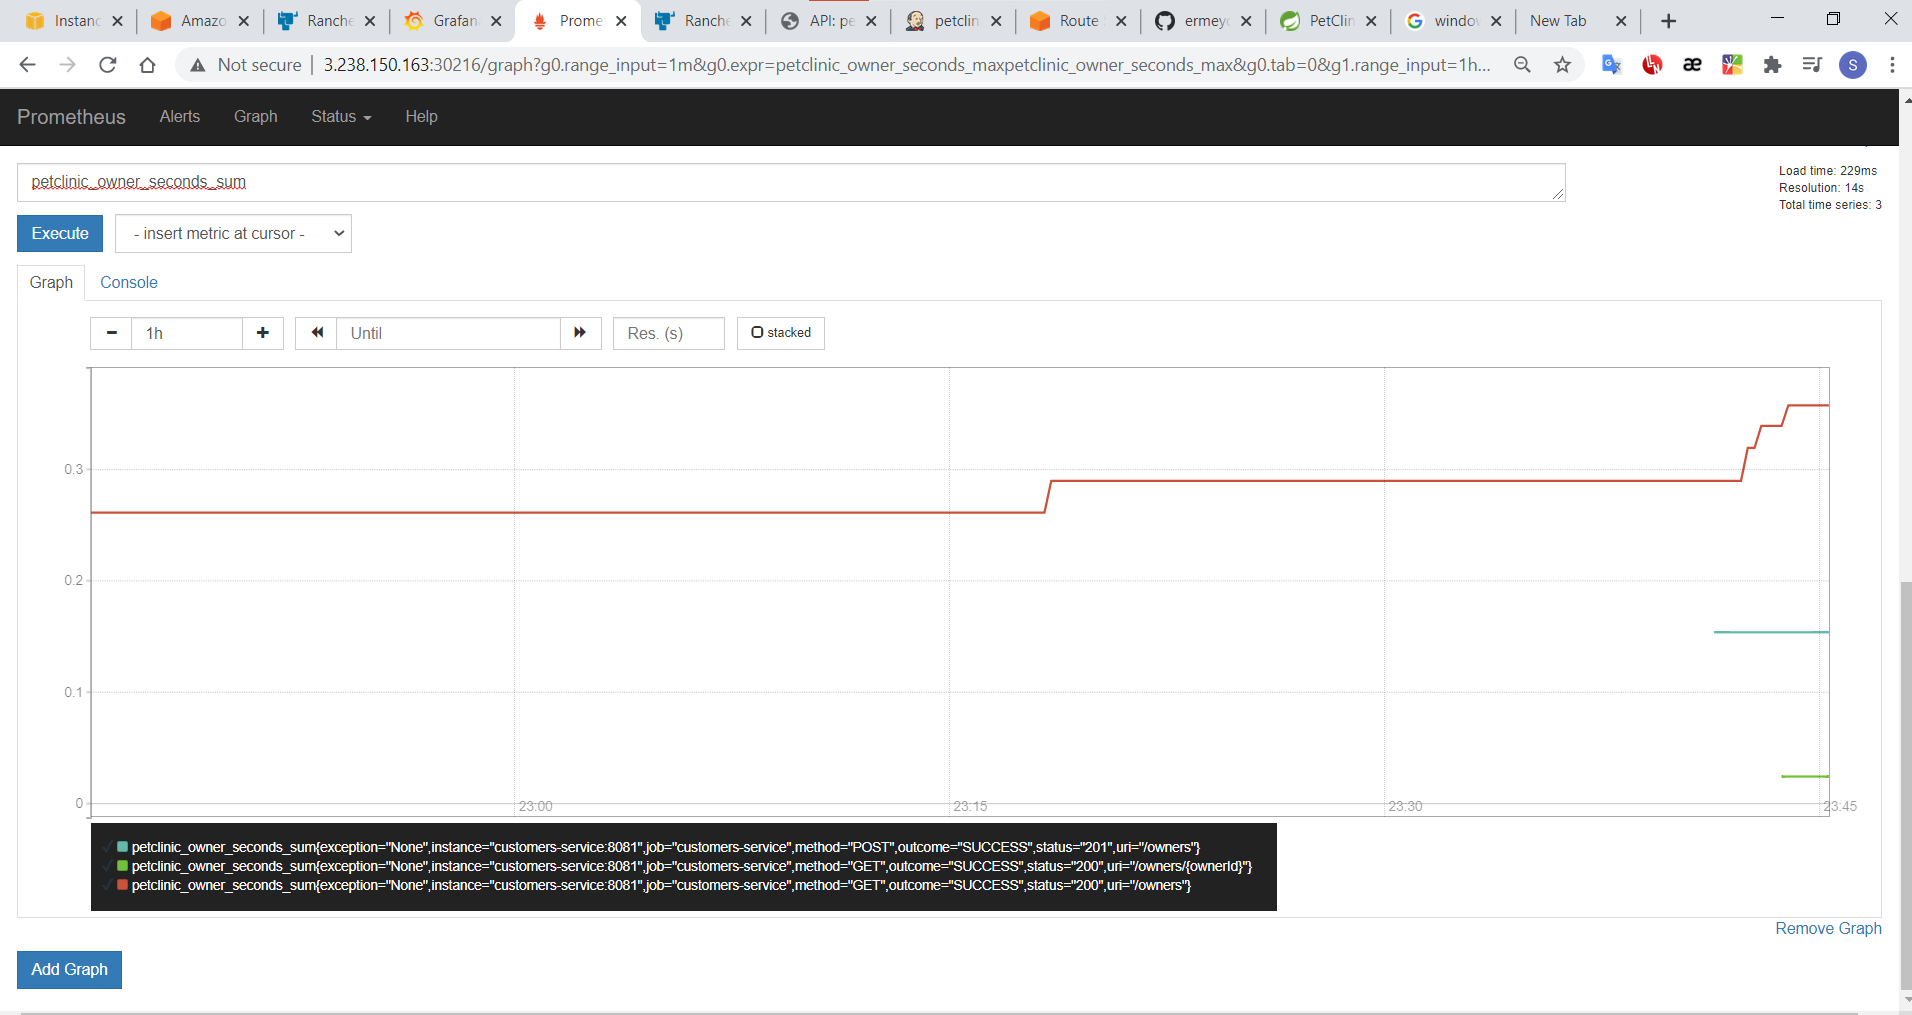 Instanc
Amazo
Ranche
Grafan
Prome
Ranche
API: pe
petclin
Route
ermeyc
PetClin
windo
New Tab
Not secure
3.238.150.163:30216/graph?g0.range_input=1m&g0.expr=petclinic_owner_seconds_maxpetclinic_owner_seconds_max&g0.tab=0&g1.range_input=1h...
S
Prometheus Alerts Graph Status Help
petclinic_owner_seconds_sum
Load time: 229ms
Resolution: 14s
Total time series: 3
Execute
- insert metric at cursor -
Graph Console
1h
Until
Res. (s)
stacked
0.3
0.2
0.1
0
23:00 23:15 23:30 23:45
petclinic_owner_seconds_sum{exception="None",instance="customers-service:8081",job="customers-service",method="POST",outcome="SUCCESS",status="201",uri="/owners"}
petclinic_owner_seconds_sum{exception="None",instance="customers-service:8081",job="customers-service",method="GET",outcome="SUCCESS",status="200",uri="/owners/{ownerId}"}
petclinic_owner_seconds_sum{exception="None",instance="customers-service:8081",job="customers-service",method="GET",outcome="SUCCESS",status="200",uri="/owners"}
Remove Graph
Add Graph